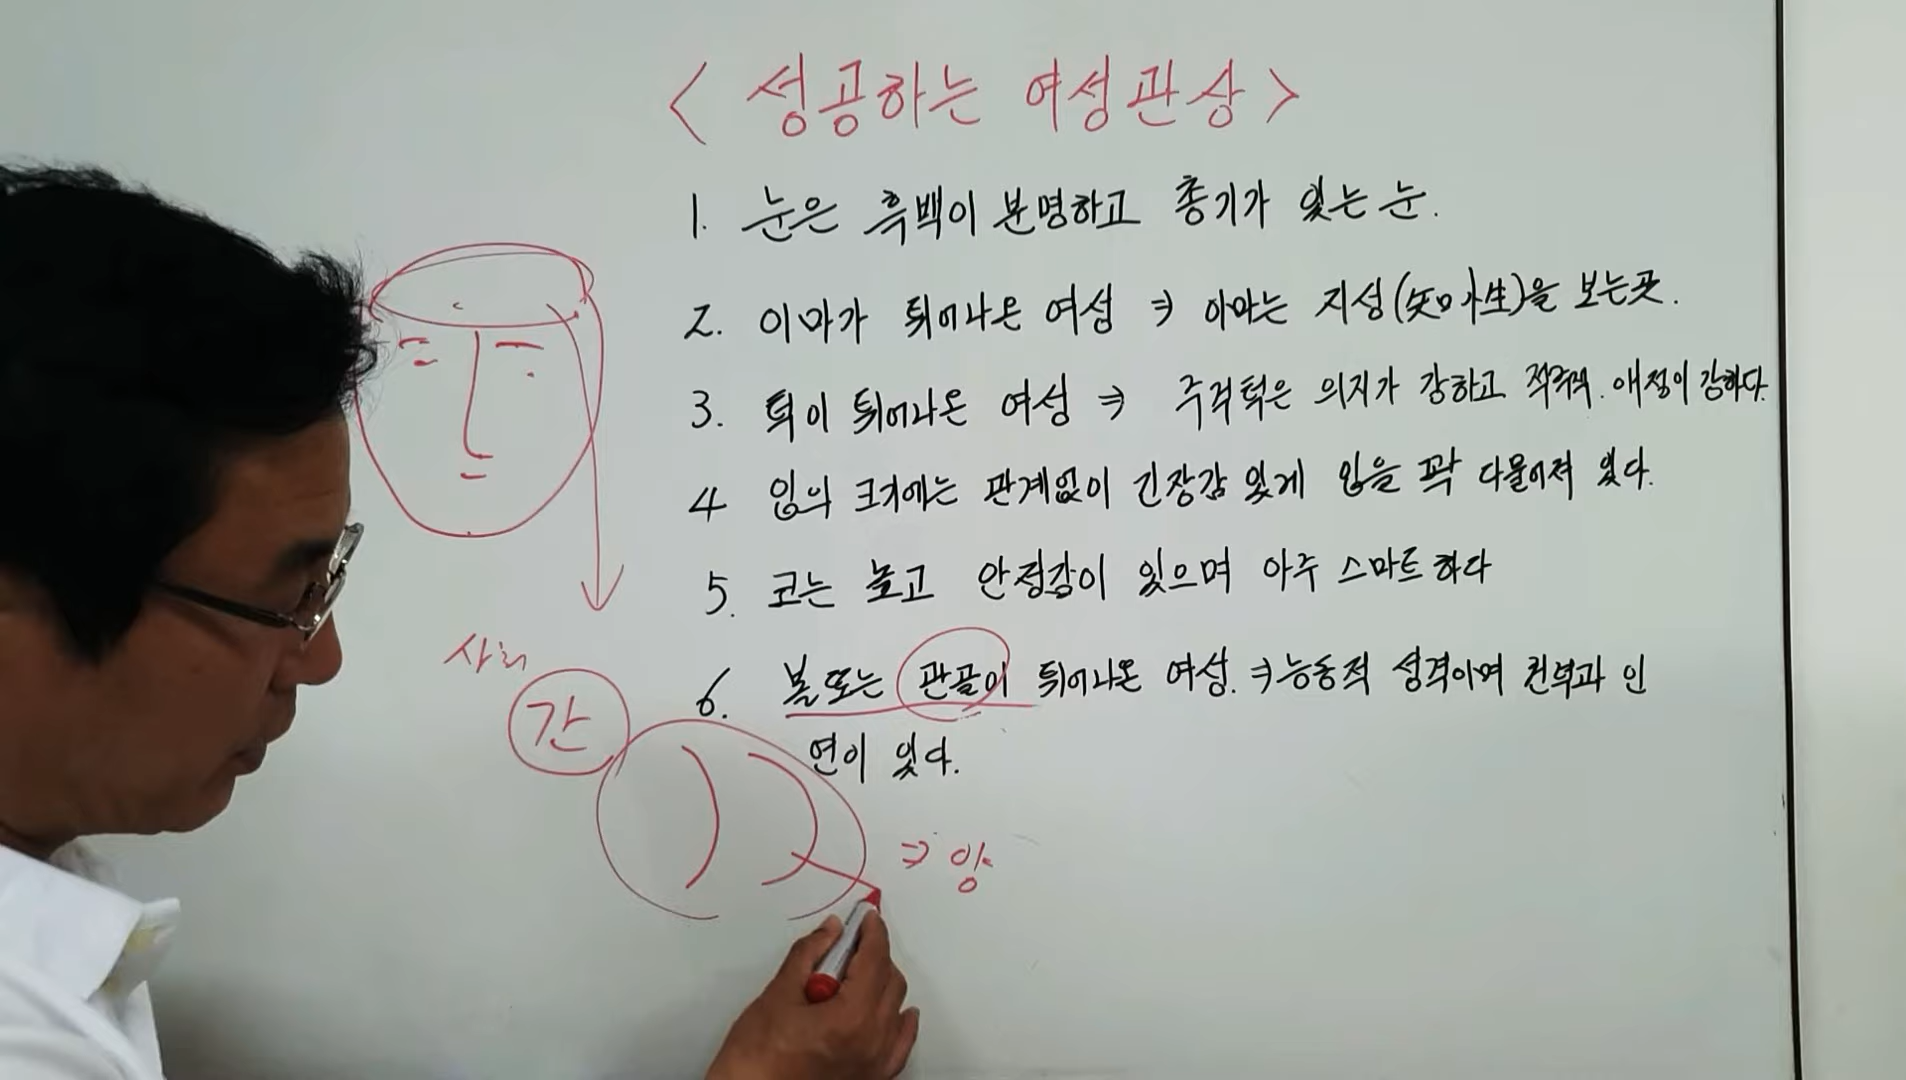 < 성공하는 여성관상 >
1. 눈은 흑백이 분명하고 총기가 있는 눈.
2. 이마가 튀어나온 여성 ⇒ 이마는 지성(知性)을 보는곳.
3. 턱이 튀어나온 여성 ⇒ 주걱턱은 의지가 강하고 적극적. 애정이 강하다.
4 입의 크기에는 관계없이 긴장감 있게 입을 꽉 다물어져 있다.
5. 코는 높고 안정감이 있으며 아주 스마트하다
6. 볼또는 관골이 튀어나온 여성. ⇒ 능동적 성격이며 권부과 인
연이 있다.
간
⇒ 양